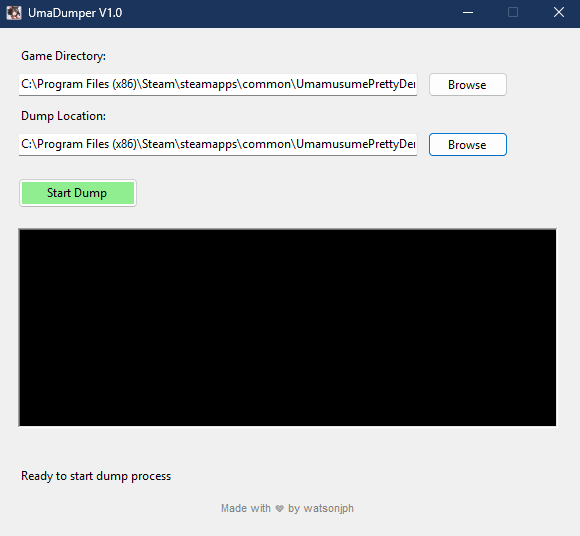 UmaDumper V1.0
Game Directory:
C:\Program Files (x86)\Steam\steamapps\common\UmamusumePrettyDer
Browse
Dump Location:
C:\Program Files (x86)\Steam\steamapps\common\UmamusumePrettyDer
Browse
Start Dump
Ready to start dump process
Made with ❤ by watsonjph